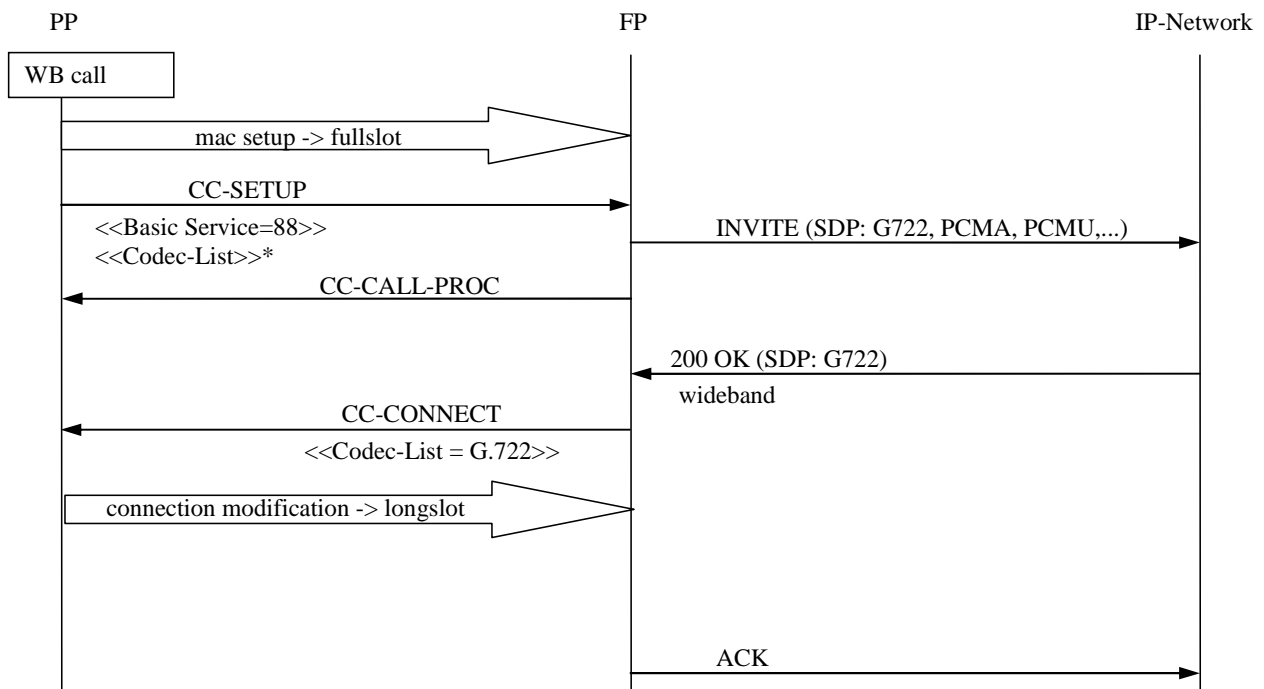 PP
FP
IP-Network
WB call
mac setup -> fullslot
CC-SETUP
<<Basic Service=88>>
INVITE (SDP: G722, PCMA, PCMU,...)
<<Codec-List>>*
CC-CALL-PROC
200 OK (SDP: G722)
wideband
CC-CONNECT
<<Codec-List = G.722>>
connection modification -> longslot
ACK